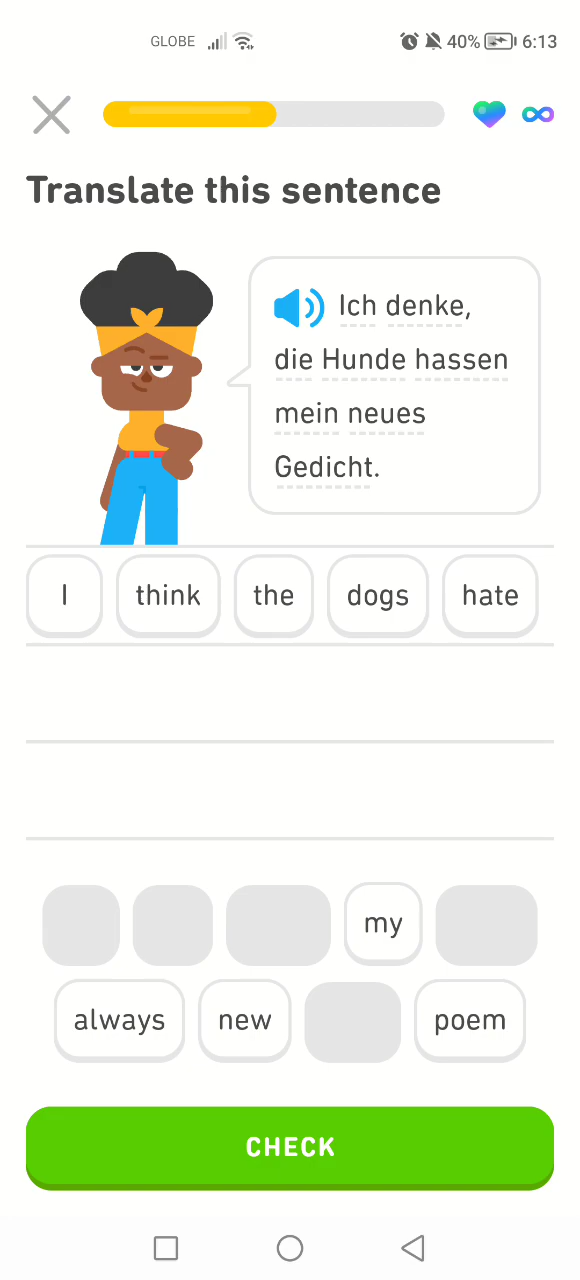 GLOBE 40% 6:13
Translate this sentence
Ich denke,
die Hunde hassen
mein neues
Gedicht.
I think the dogs hate
my
always new poem
CHECK